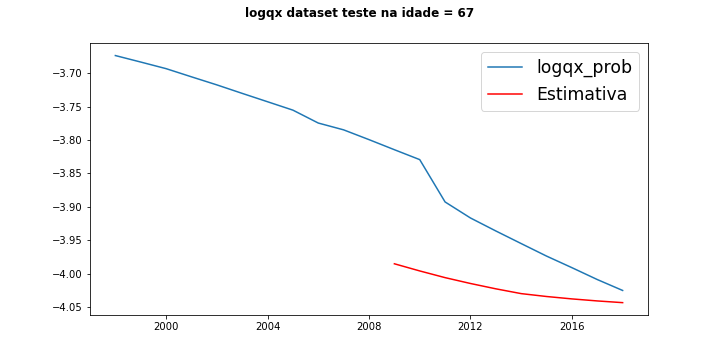 logqx dataset teste na idade = 67
logqx_prob
Estimativa
−3.70
−3.75
−3.80
−3.85
−3.90
−3.95
−4.00
−4.05
2000 2004 2008 2012 2016